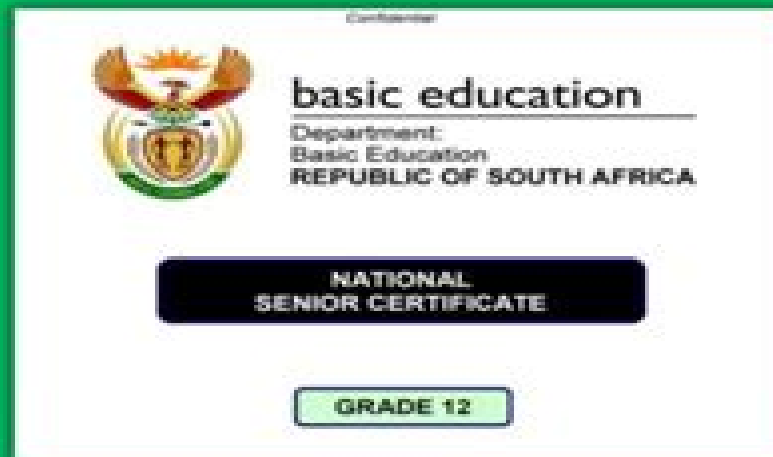 Confidential
basic education
Department:
Basic Education
REPUBLIC OF SOUTH AFRICA
NATIONAL
SENIOR CERTIFICATE
GRADE 12